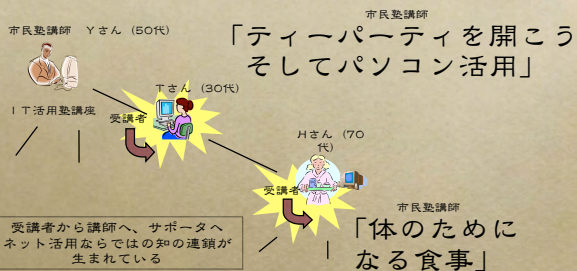 市民塾講師
「ティーパーティを開こう
そしてパソコン活用」
市民塾講師 Yさん (50代)
Tさん (30代)
IT活用塾講座
受講者
Hさん (70
代)
受講者
市民塾講師
「体のために
なる食事」
受講者から講師へ、サポータへ
ネット活用ならではの知の連鎖が
生まれている